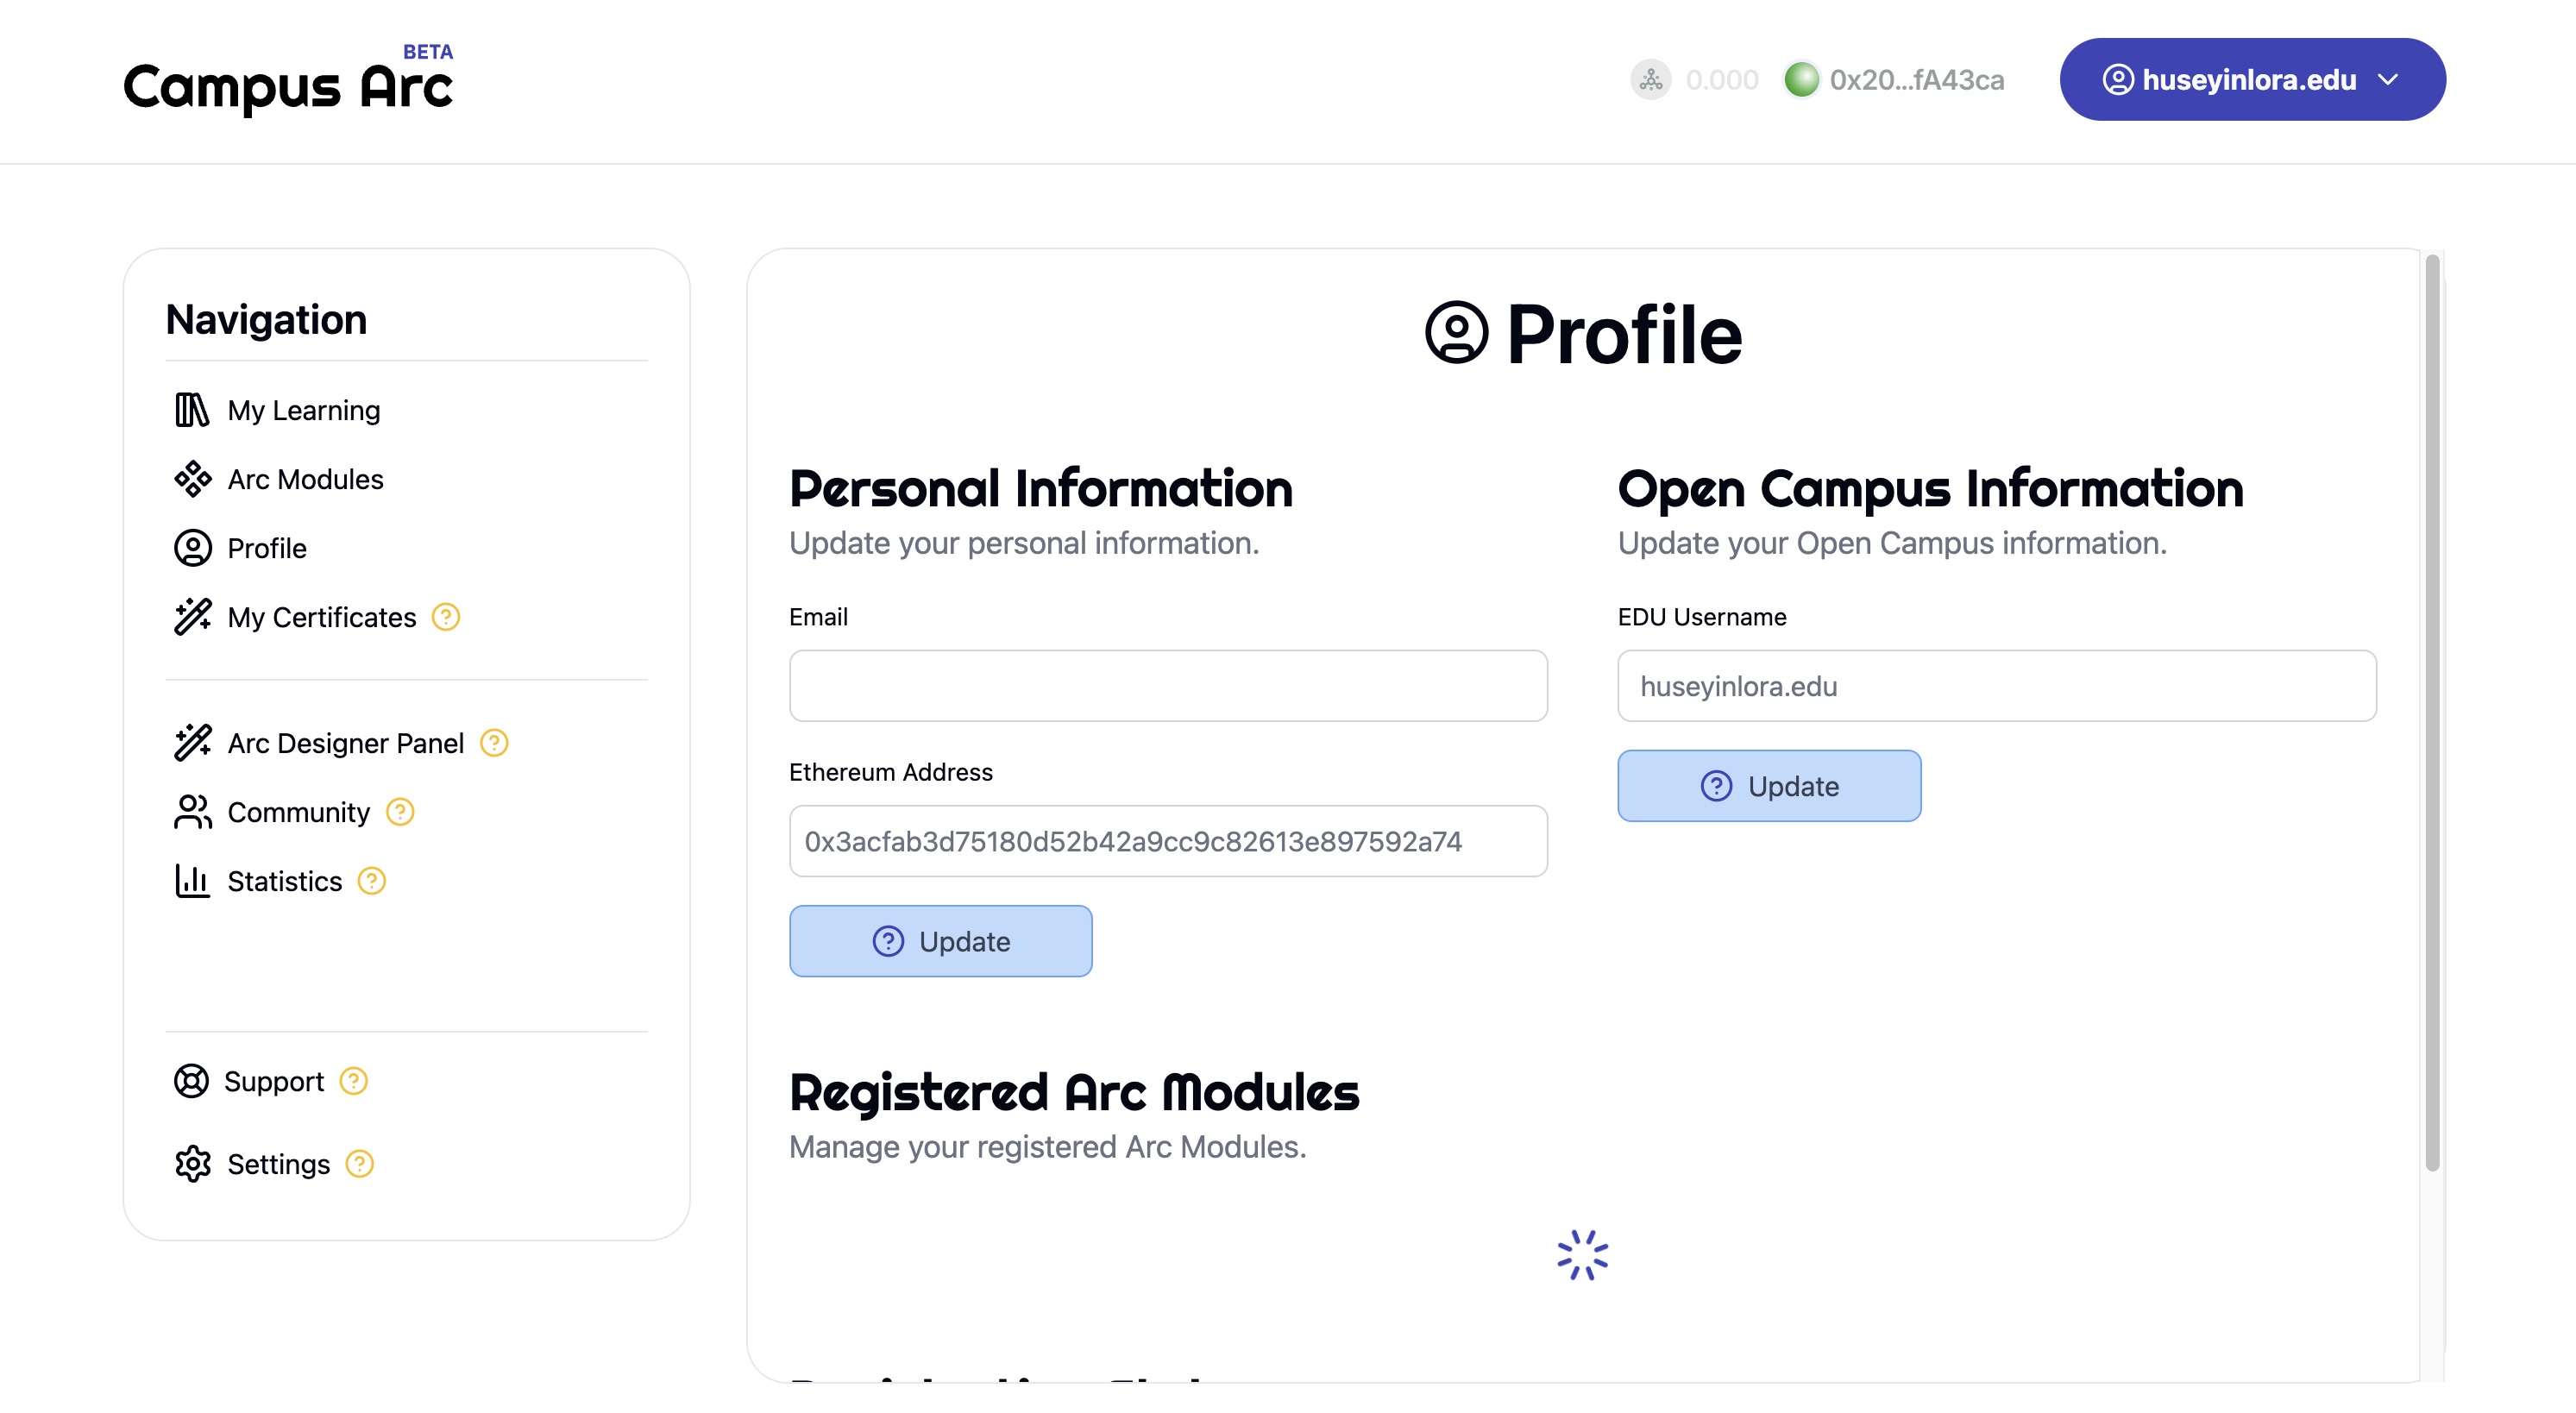 Campus Arc BETA
0.000
0x20...fA43ca
huseyinlora.edu
Navigation
My Learning
Arc Modules
Profile
My Certificates ?
Arc Designer Panel ?
Community ?
Statistics ?
Support ?
Settings ?
Profile
Personal Information
Update your personal information.
Email
Ethereum Address
0x3acfab3d75180d52b42a9cc9c82613e897592a74
? Update
Open Campus Information
Update your Open Campus information.
EDU Username
huseyinlora.edu
? Update
Registered Arc Modules
Manage your registered Arc Modules.